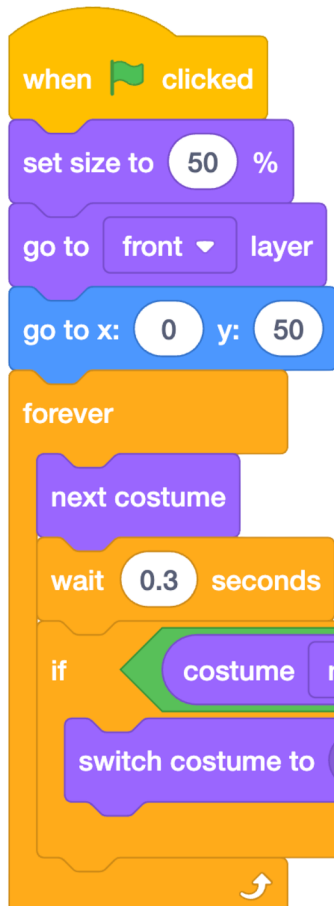 when clicked
set size to 50 %
go to front layer
go to x: 0 y: 50
forever
next costume
wait 0.3 seconds
if costume
switch costume to